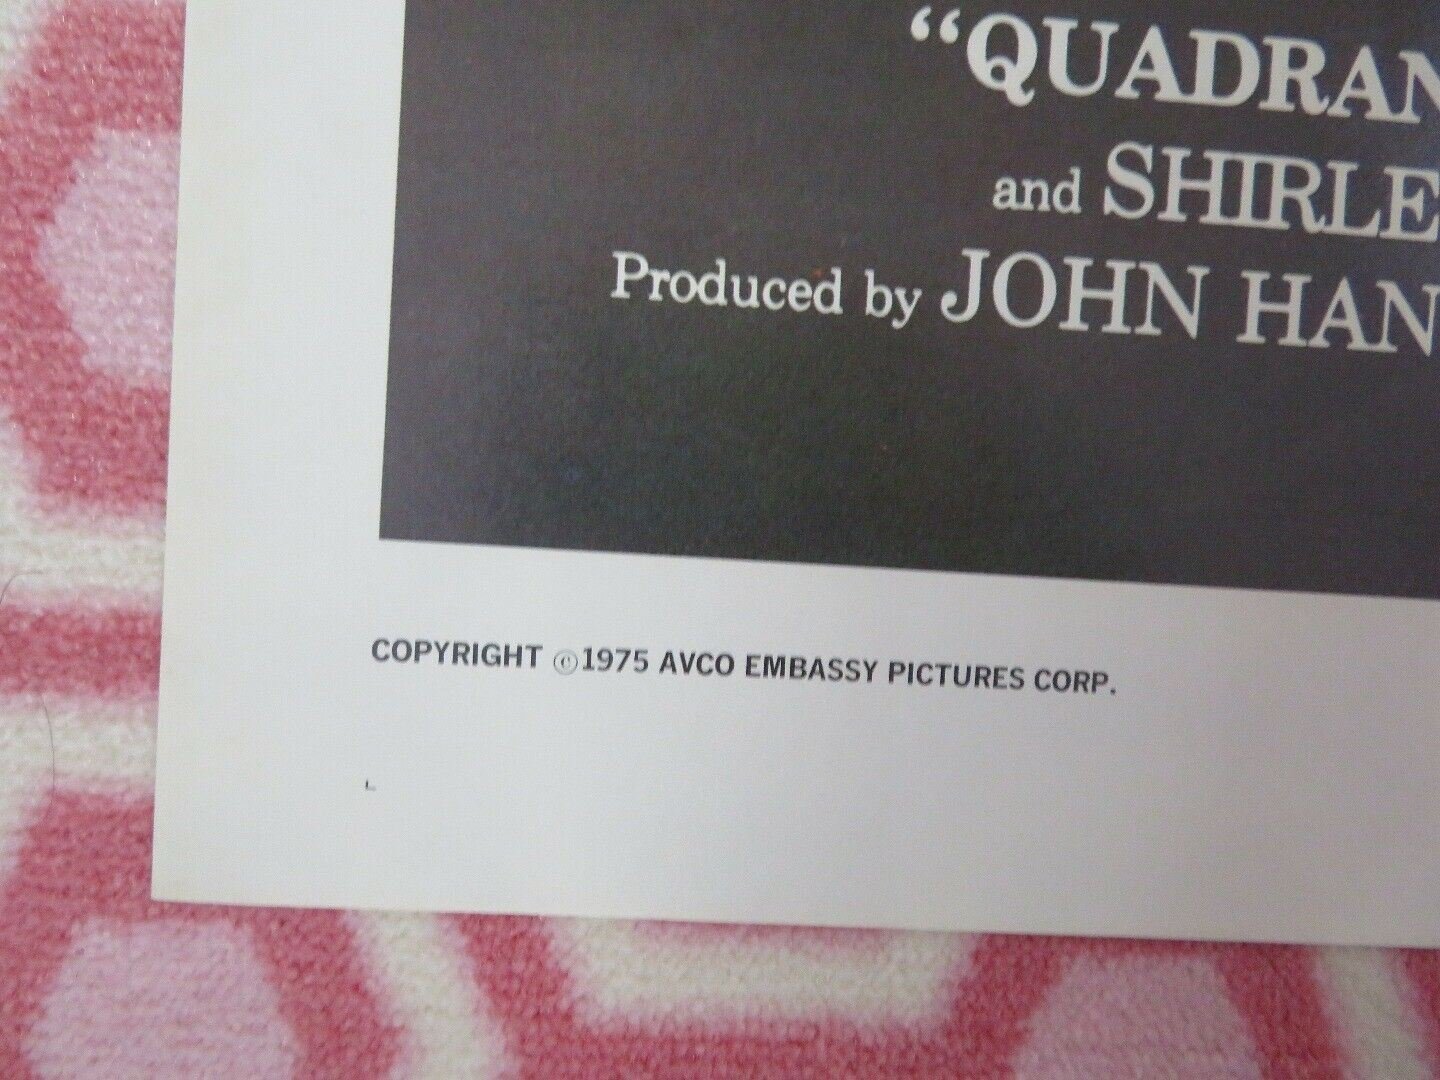 “QUADRAN
and SHIRLE
Produced by JOHN HAN
COPYRIGHT ©1975 AVCO EMBASSY PICTURES CORP.